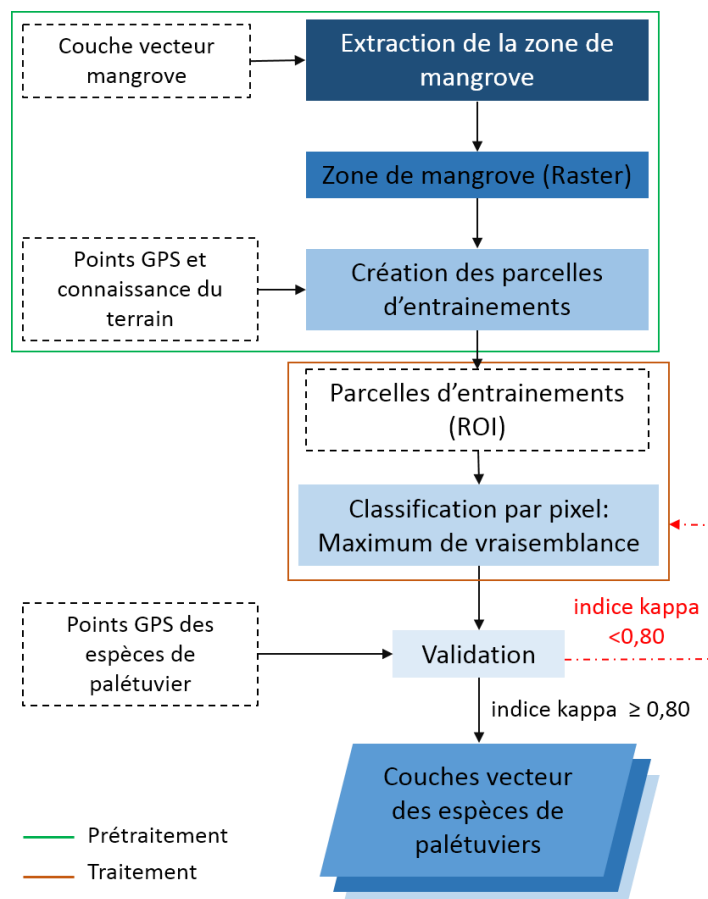 Couche vecteur
mangrove
Extraction de la zone de
mangrove
Zone de mangrove (Raster)
Points GPS et
connaissance du
terrain
Création des parcelles
d’entrainements
Parcelles d’entrainements
(ROI)
Classification par pixel:
Maximum de vraisemblance
indice kappa
<0,80
Points GPS des
espèces de
palétuvier
Validation
indice kappa ≥ 0,80
Couches vecteur
des espèces de
palétuviers
Prétraitement
Traitement